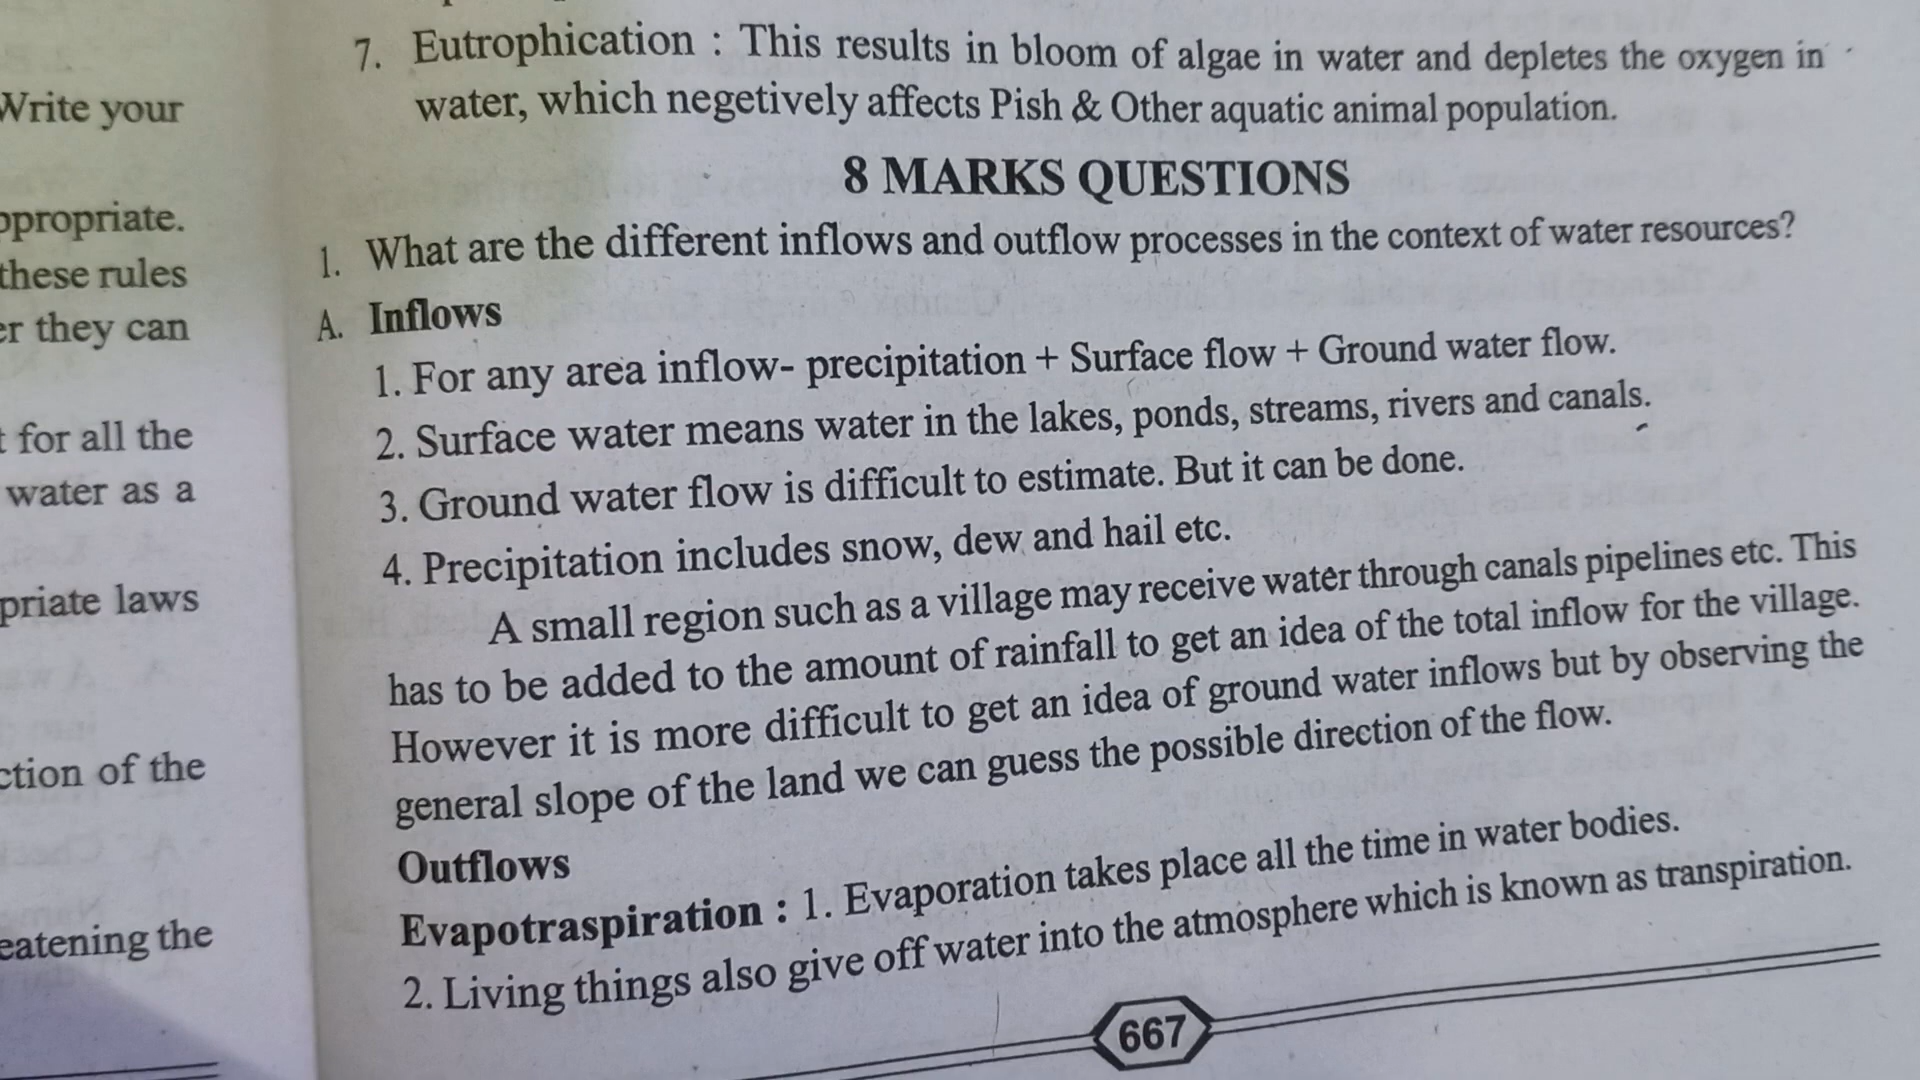 Write your
ppropriate.
these rules
er they can
t for all the
water as a
priate laws
ction of the
eatening the
7. Eutrophication : This results in bloom of algae in water and depletes the oxygen in
water, which negetively affects Pish & Other aquatic animal population.
8 MARKS QUESTIONS
1. What are the different inflows and outflow processes in the context of water resources?
A. Inflows
1. For any area inflow- precipitation + Surface flow + Ground water flow.
2. Surface water means water in the lakes, ponds, streams, rivers and canals.
3. Ground water flow is difficult to estimate. But it can be done.
4. Precipitation includes snow, dew and hail etc.
A small region such as a village may receive water through canals pipelines etc. This
has to be added to the amount of rainfall to get an idea of the total inflow for the village.
However it is more difficult to get an idea of ground water inflows but by observing the
general slope of the land we can guess the possible direction of the flow.
Outflows
Evapotraspiration : 1. Evaporation takes place all the time in water bodies.
2. Living things also give off water into the atmosphere which is known as transpiration.
667